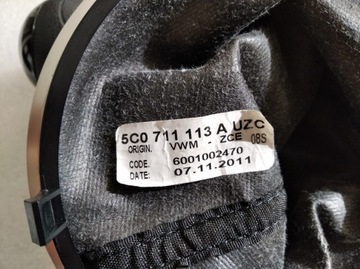 5C0 711 113 A UZC
ORIGIN. VWM - ZCE 08S
CODE. 6001002470
DATE: 07.11.2011